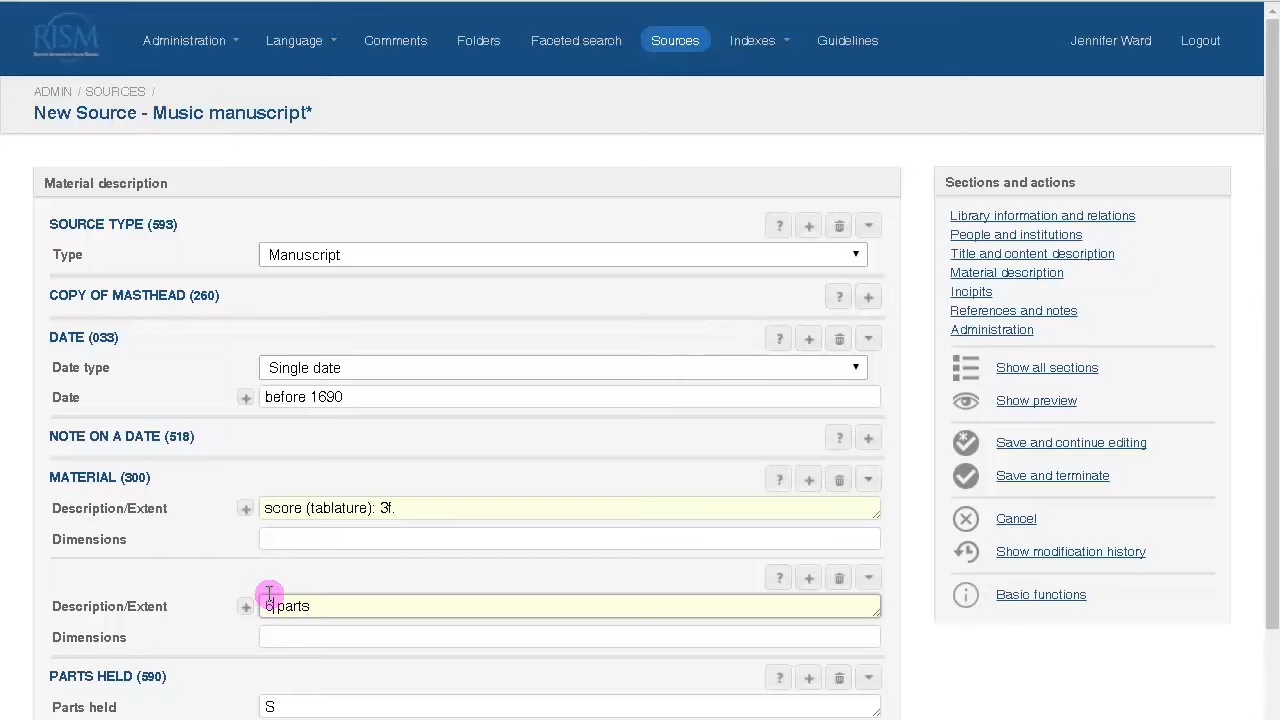 RISM
Administration
Language
Comments
Folders
Faceted search
Sources
Indexes
Guidelines
Jennifer Ward
Logout
ADMIN / SOURCES /
New Source - Music manuscript*
Material description
SOURCE TYPE (593)
?
Type
Manuscript
COPY OF MASTHEAD (260)
?
DATE (033)
?
Date type
Single date
Date
before 1690
NOTE ON A DATE (518)
?
MATERIAL (300)
?
Description/Extent
score (tablature): 3f.
Dimensions
?
Description/Extent
parts
Dimensions
PARTS HELD (590)
?
Parts held
S
Sections and actions
Library information and relations
People and institutions
Title and content description
Material description
Incipits
References and notes
Administration
Show all sections
Show preview
Save and continue editing
Save and terminate
Cancel
Show modification history
Basic functions